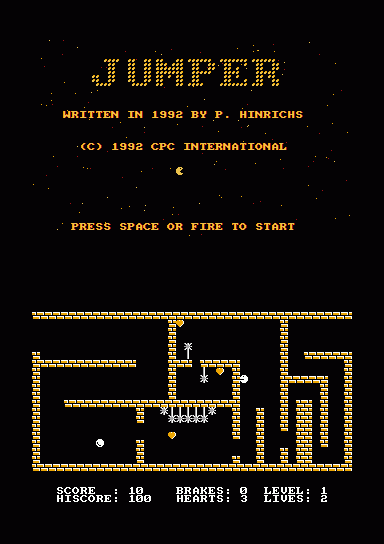 JUMPER
WRITTEN IN 1992 BY P. HINRICHS
(C) 1992 CPC INTERNATIONAL
PRESS SPACE OR FIRE TO START
SCORE : 10 BRAKES: 0 LEVEL: 1
HISCORE: 100 HEARTS: 3 LIVES: 2